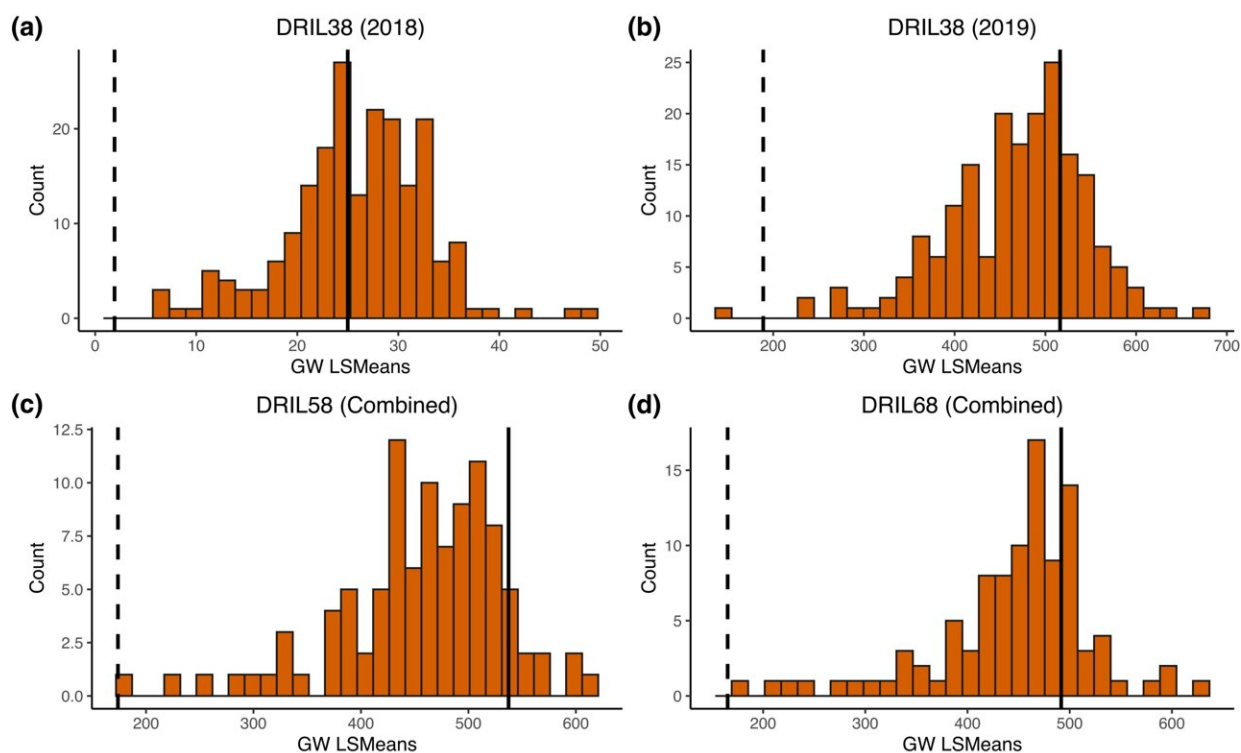 (a)
DRIL38 (2018)
Count
20
10
0
0 10 20 30 40 50
GW LSMeans
(b)
DRIL38 (2019)
Count
25
20
15
10
5
0
200 300 400 500 600 700
GW LSMeans
(c)
DRIL58 (Combined)
Count
12.5
10.0
7.5
5.0
2.5
0.0
200 300 400 500 600
GW LSMeans
(d)
DRIL68 (Combined)
Count
15
10
5
0
200 300 400 500 600
GW LSMeans